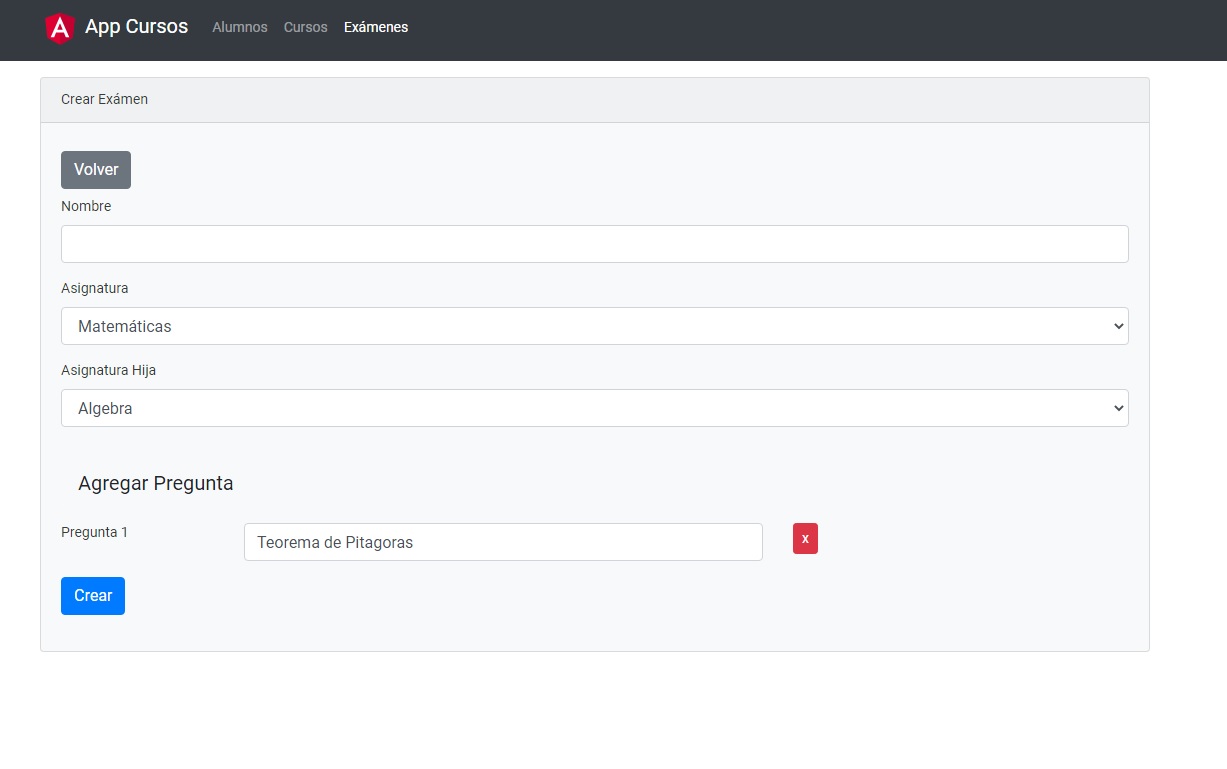 App Cursos Alumnos Cursos Exámenes
Crear Exámen
Volver
Nombre
Asignatura
Matemáticas
Asignatura Hija
Algebra
Agregar Pregunta
Pregunta 1 Teorema de Pitagoras x
Crear